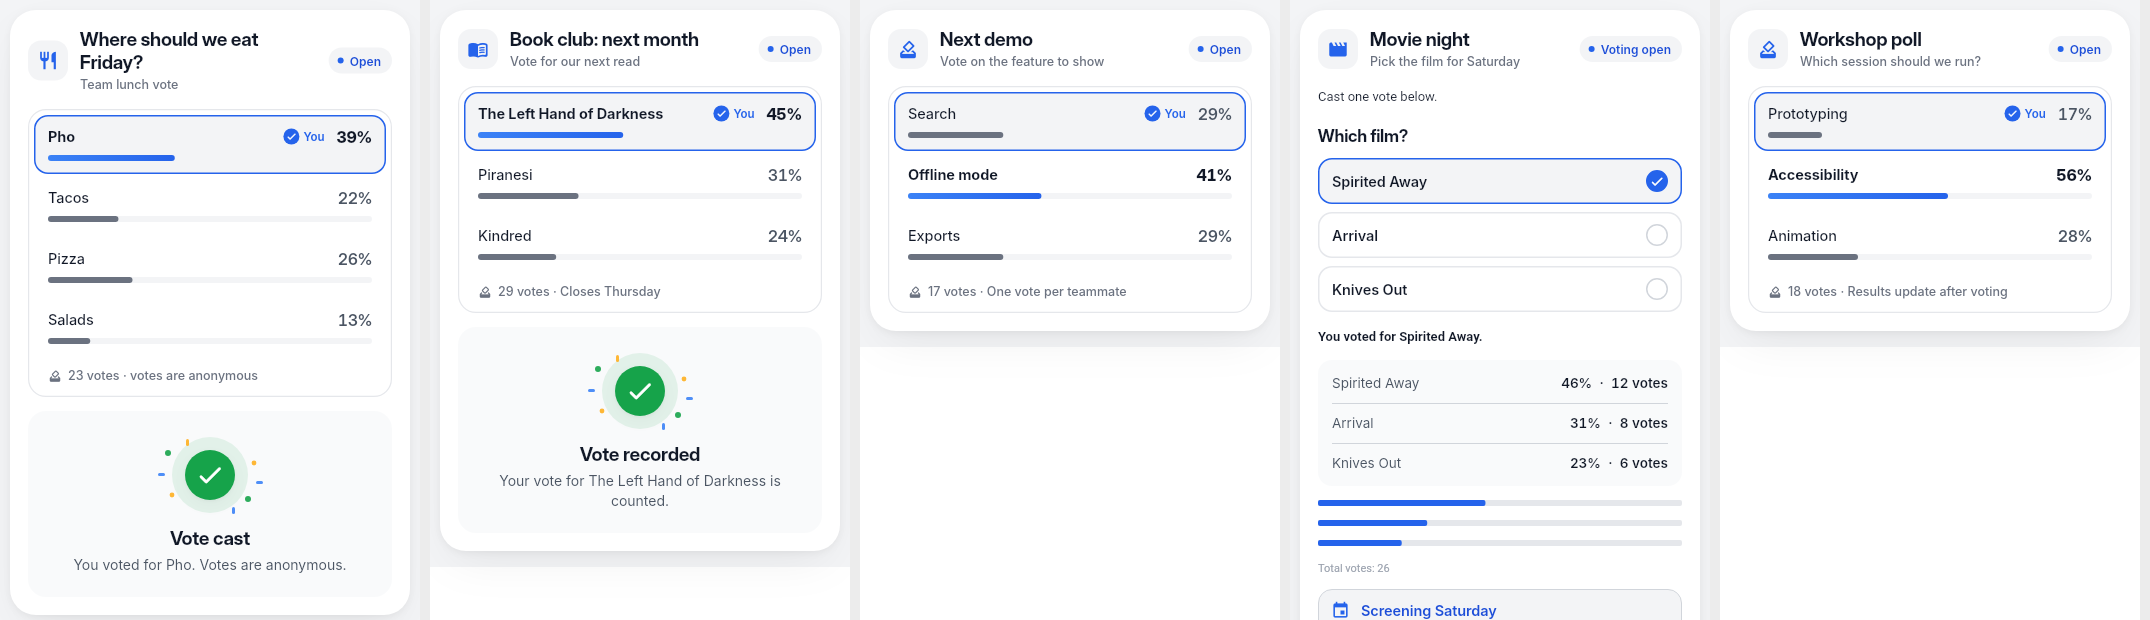 Where should we eat
Friday?
Team lunch vote
Open
Pho
You
39%
Tacos
22%
Pizza
26%
Salads
13%
23 votes · votes are anonymous
Vote cast
You voted for Pho. Votes are anonymous.
Book club: next month
Vote for our next read
Open
The Left Hand of Darkness
You
45%
Piranesi
31%
Kindred
24%
29 votes · Closes Thursday
Vote recorded
Your vote for The Left Hand of Darkness is
counted.
Next demo
Vote on the feature to show
Open
Search
You
29%
Offline mode
41%
Exports
29%
17 votes · One vote per teammate
Movie night
Pick the film for Saturday
Voting open
Cast one vote below.
Which film?
Spirited Away
Arrival
Knives Out
You voted for Spirited Away.
Spirited Away 46% · 12 votes
Arrival 31% · 8 votes
Knives Out 23% · 6 votes
Total votes: 26
Screening Saturday
Workshop poll
Which session should we run?
Open
Prototyping
You
17%
Accessibility
56%
Animation
28%
18 votes · Results update after voting